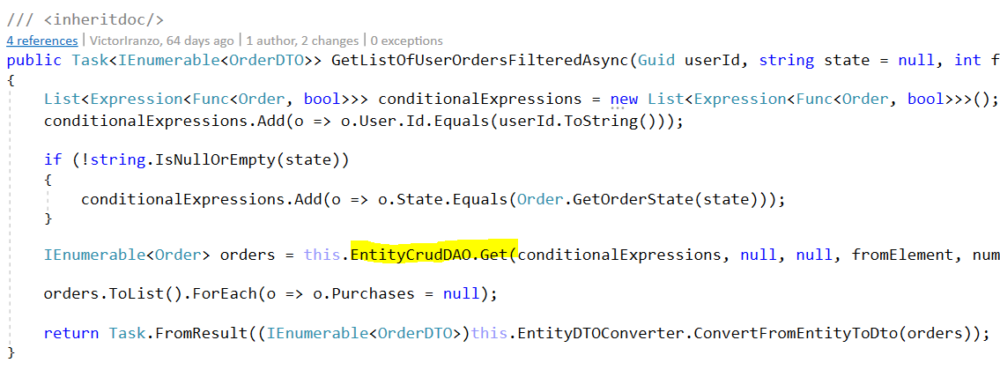 /// <inheritdoc/>
4 references | VictorIranzo, 64 days ago | 1 author, 2 changes | 0 exceptions
public Task<IEnumerable<OrderDTO>> GetListOfUserOrdersFilteredAsync(Guid userId, string state = null, int f
{
List<Expression<Func<Order, bool>>> conditionalExpressions = new List<Expression<Func<Order, bool>>>();
conditionalExpressions.Add(o => o.User.Id.Equals(userId.ToString()));
if (!string.IsNullOrEmpty(state))
{
conditionalExpressions.Add(o => o.State.Equals(Order.GetOrderState(state)));
}
IEnumerable<Order> orders = this.EntityCrudDAO.Get(conditionalExpressions, null, null, fromElement, num
orders.ToList().ForEach(o => o.Purchases = null);
return Task.FromResult((IEnumerable<OrderDTO>)this.EntityDTOConverter.ConvertFromEntityToDto(orders));
}